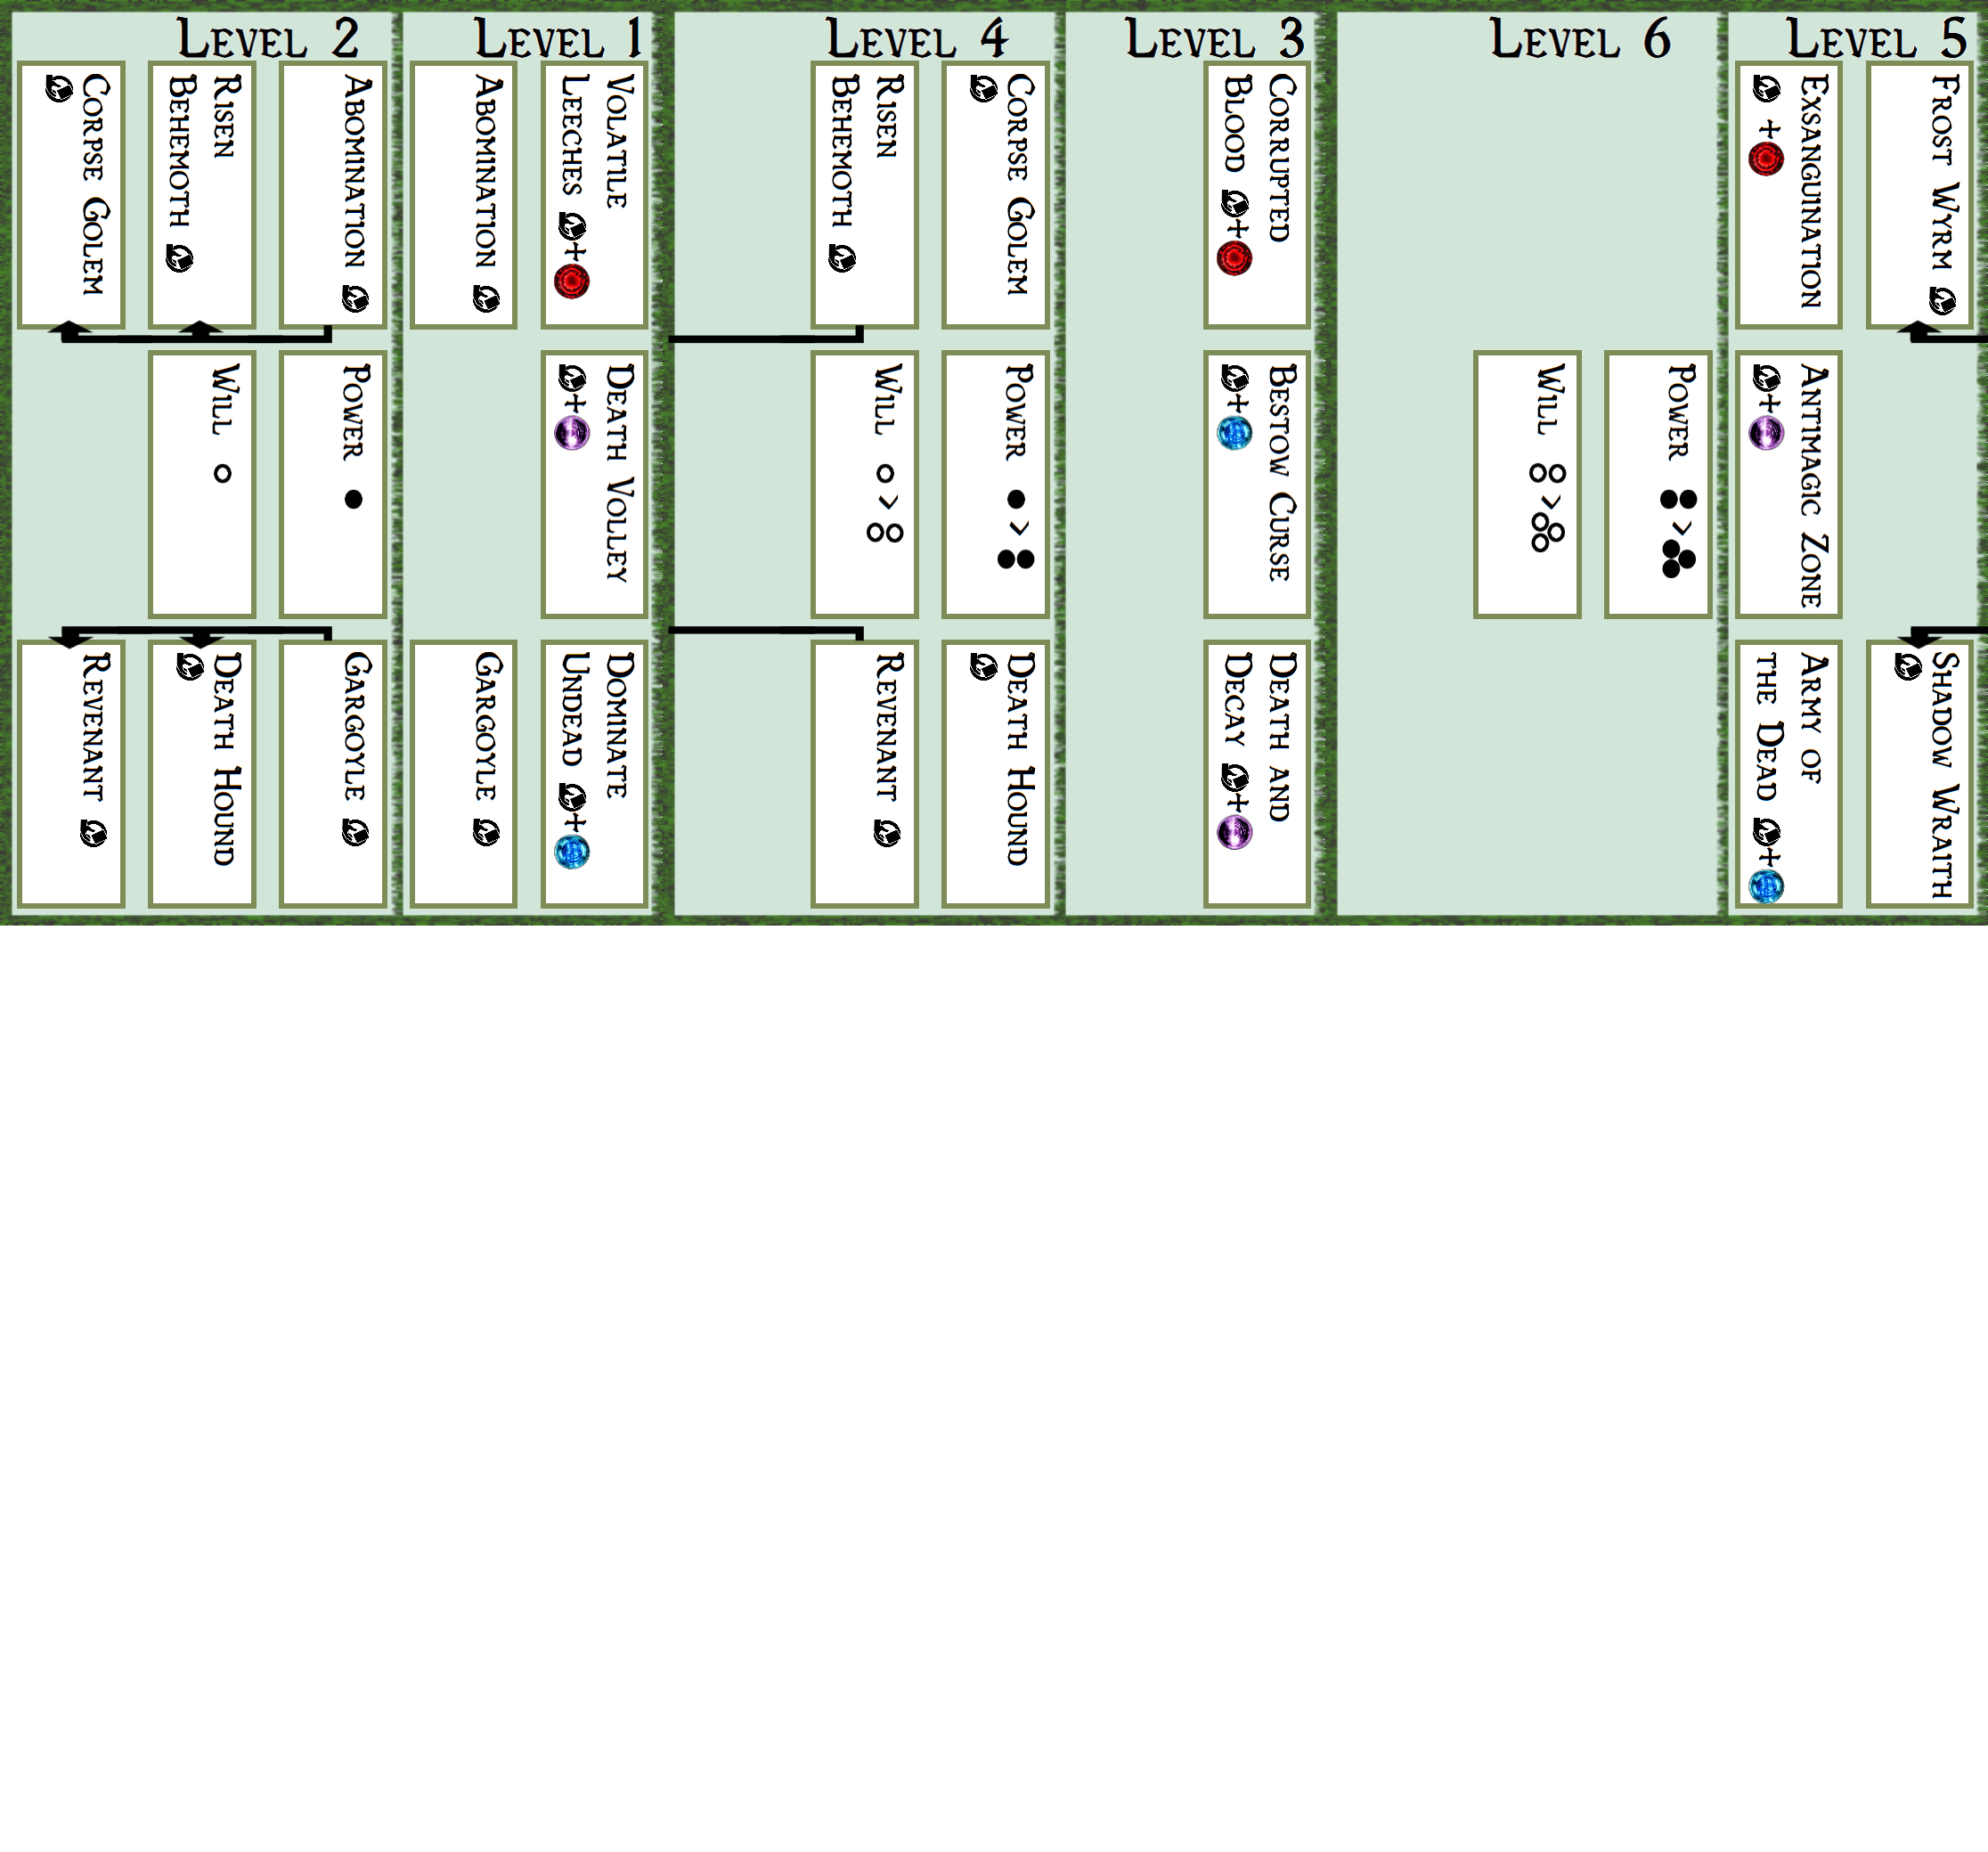 Level 2
Level 1
Level 4
Level 3
Level 6
Level 5
Corpse Golem
Risen
Behemoth
Abomination
Abomination
Volatile
Leeches +
Risen
Behemoth
Corpse Golem
Corrupted
Blood +
Exsanguination
+
Frost Wyrm
Will
Power
Death Volley
+
Will >
Power >
Bestow Curse
+
Will >
Power >
Antimagic Zone
+
Revenant
Death Hound
Gargoyle
Gargoyle
Dominate
Undead +
Revenant
Death Hound
Death and
Decay +
Army of
the Dead +
Shadow Wraith